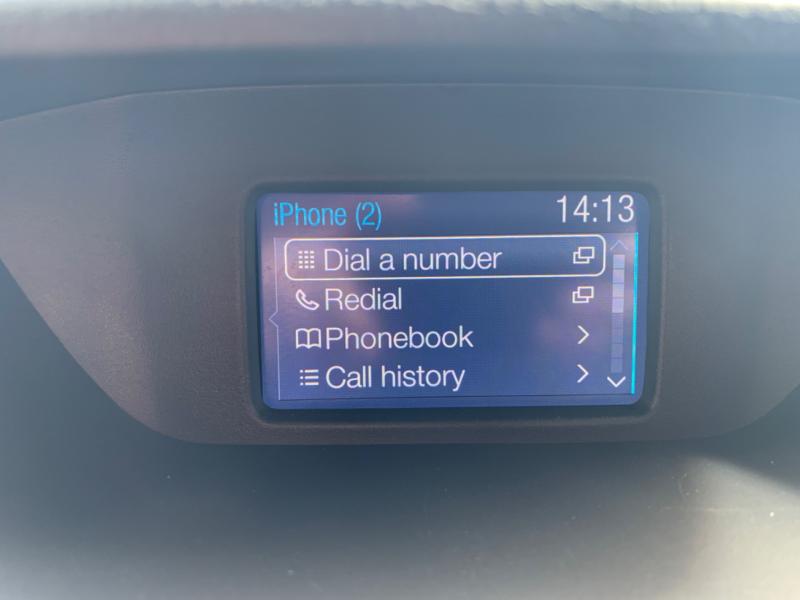 iPhone (2) 14:13
Dial a number
Redial
Phonebook
Call history